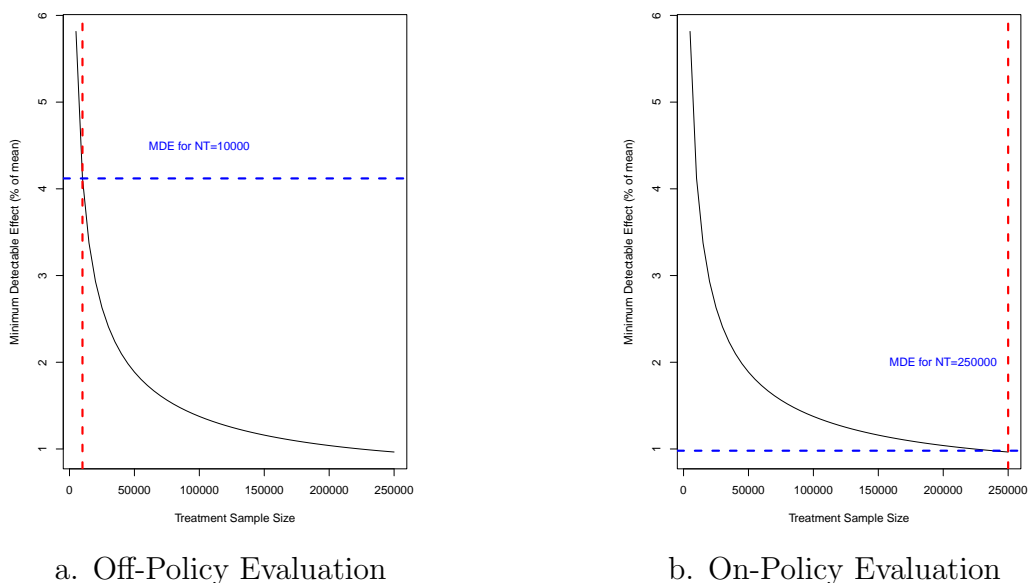 6
5
4
3
2
1
Minimum Detectable Effect (% of mean)
MDE for NT=10000
0 50000 100000 150000 200000 250000
Treatment Sample Size
a. Off-Policy Evaluation
6
5
4
3
2
1
Minimum Detectable Effect (% of mean)
MDE for NT=250000
0 50000 100000 150000 200000 250000
Treatment Sample Size
b. On-Policy Evaluation